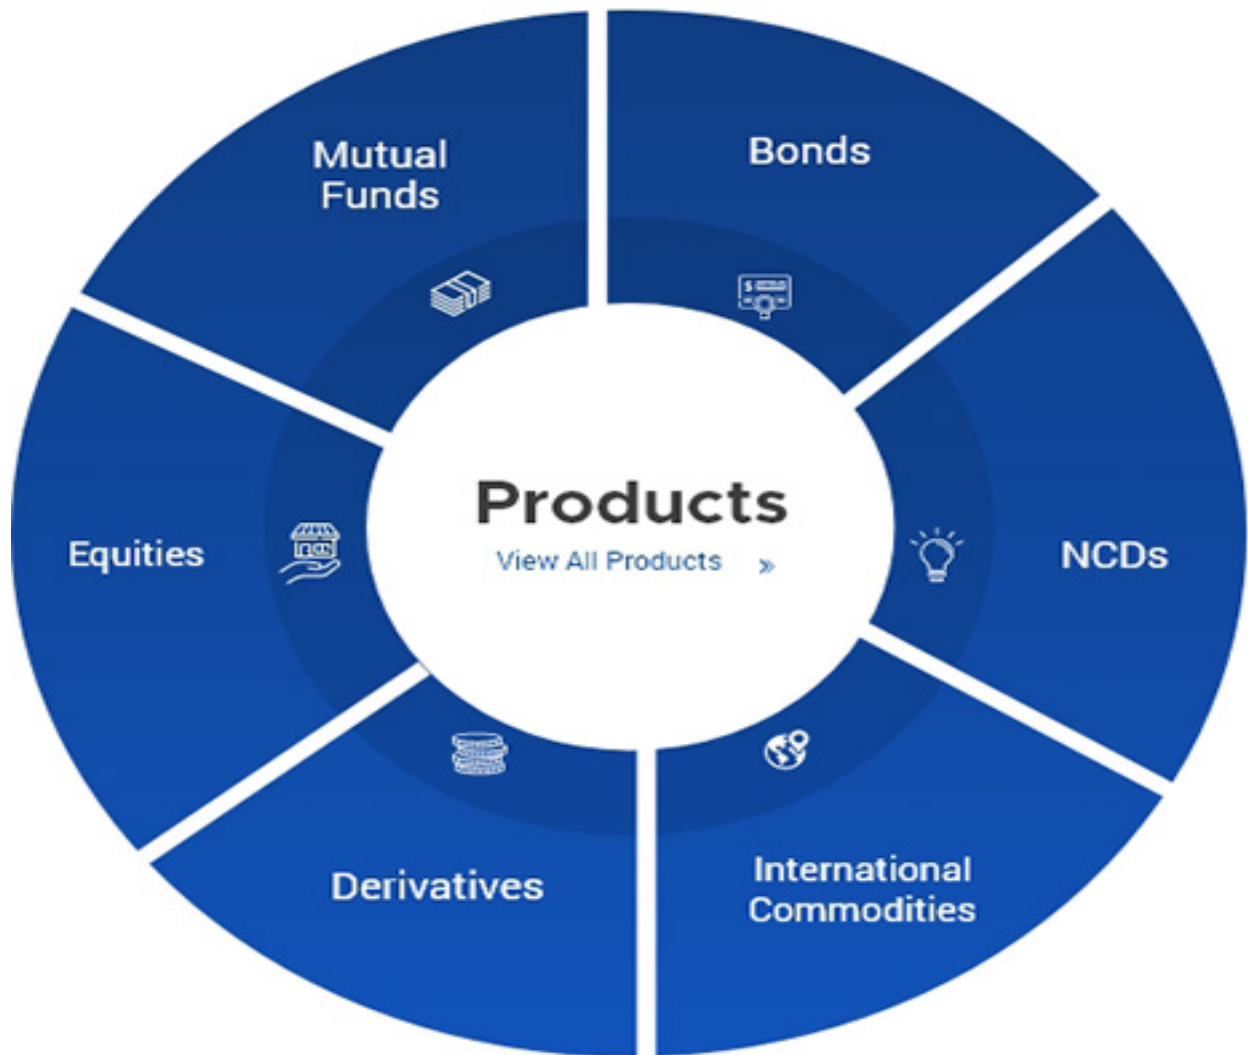 Mutual
Funds
Bonds
Equities
Products
View All Products »
NCDs
Derivatives
International
Commodities